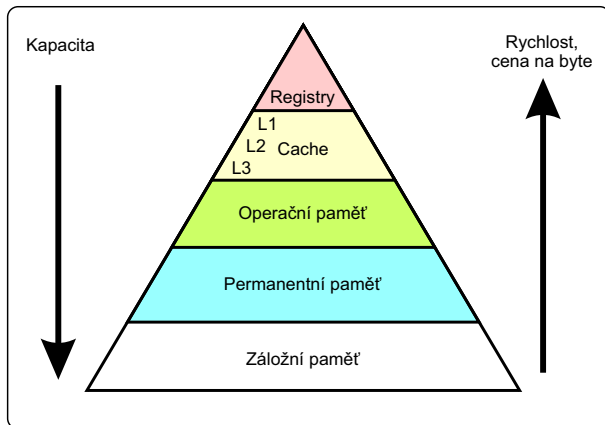 Kapacita
Rychlost,
cena na byte
Registry
L1
L2
Cache
L3
Operační paměť
Permanentní paměť
Záložní paměť